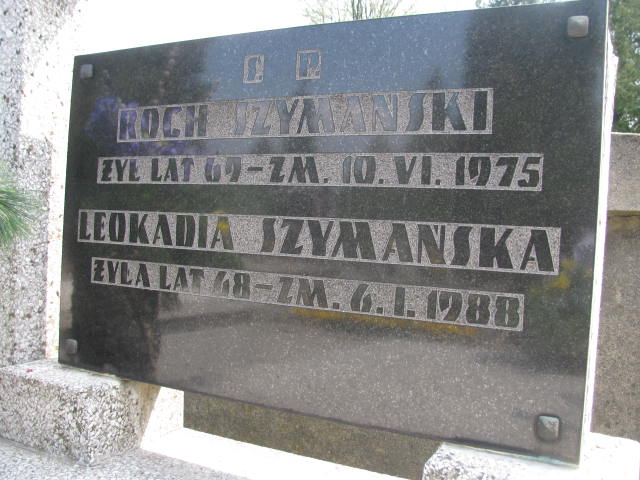 Ś P
ROCH SZYMAŃSKI
ŻYŁ LAT 69-ZM. 10.VI.1975
LEOKADIA SZYMAŃSKA
ŻYŁA LAT 68-ZM. 6.I.1988